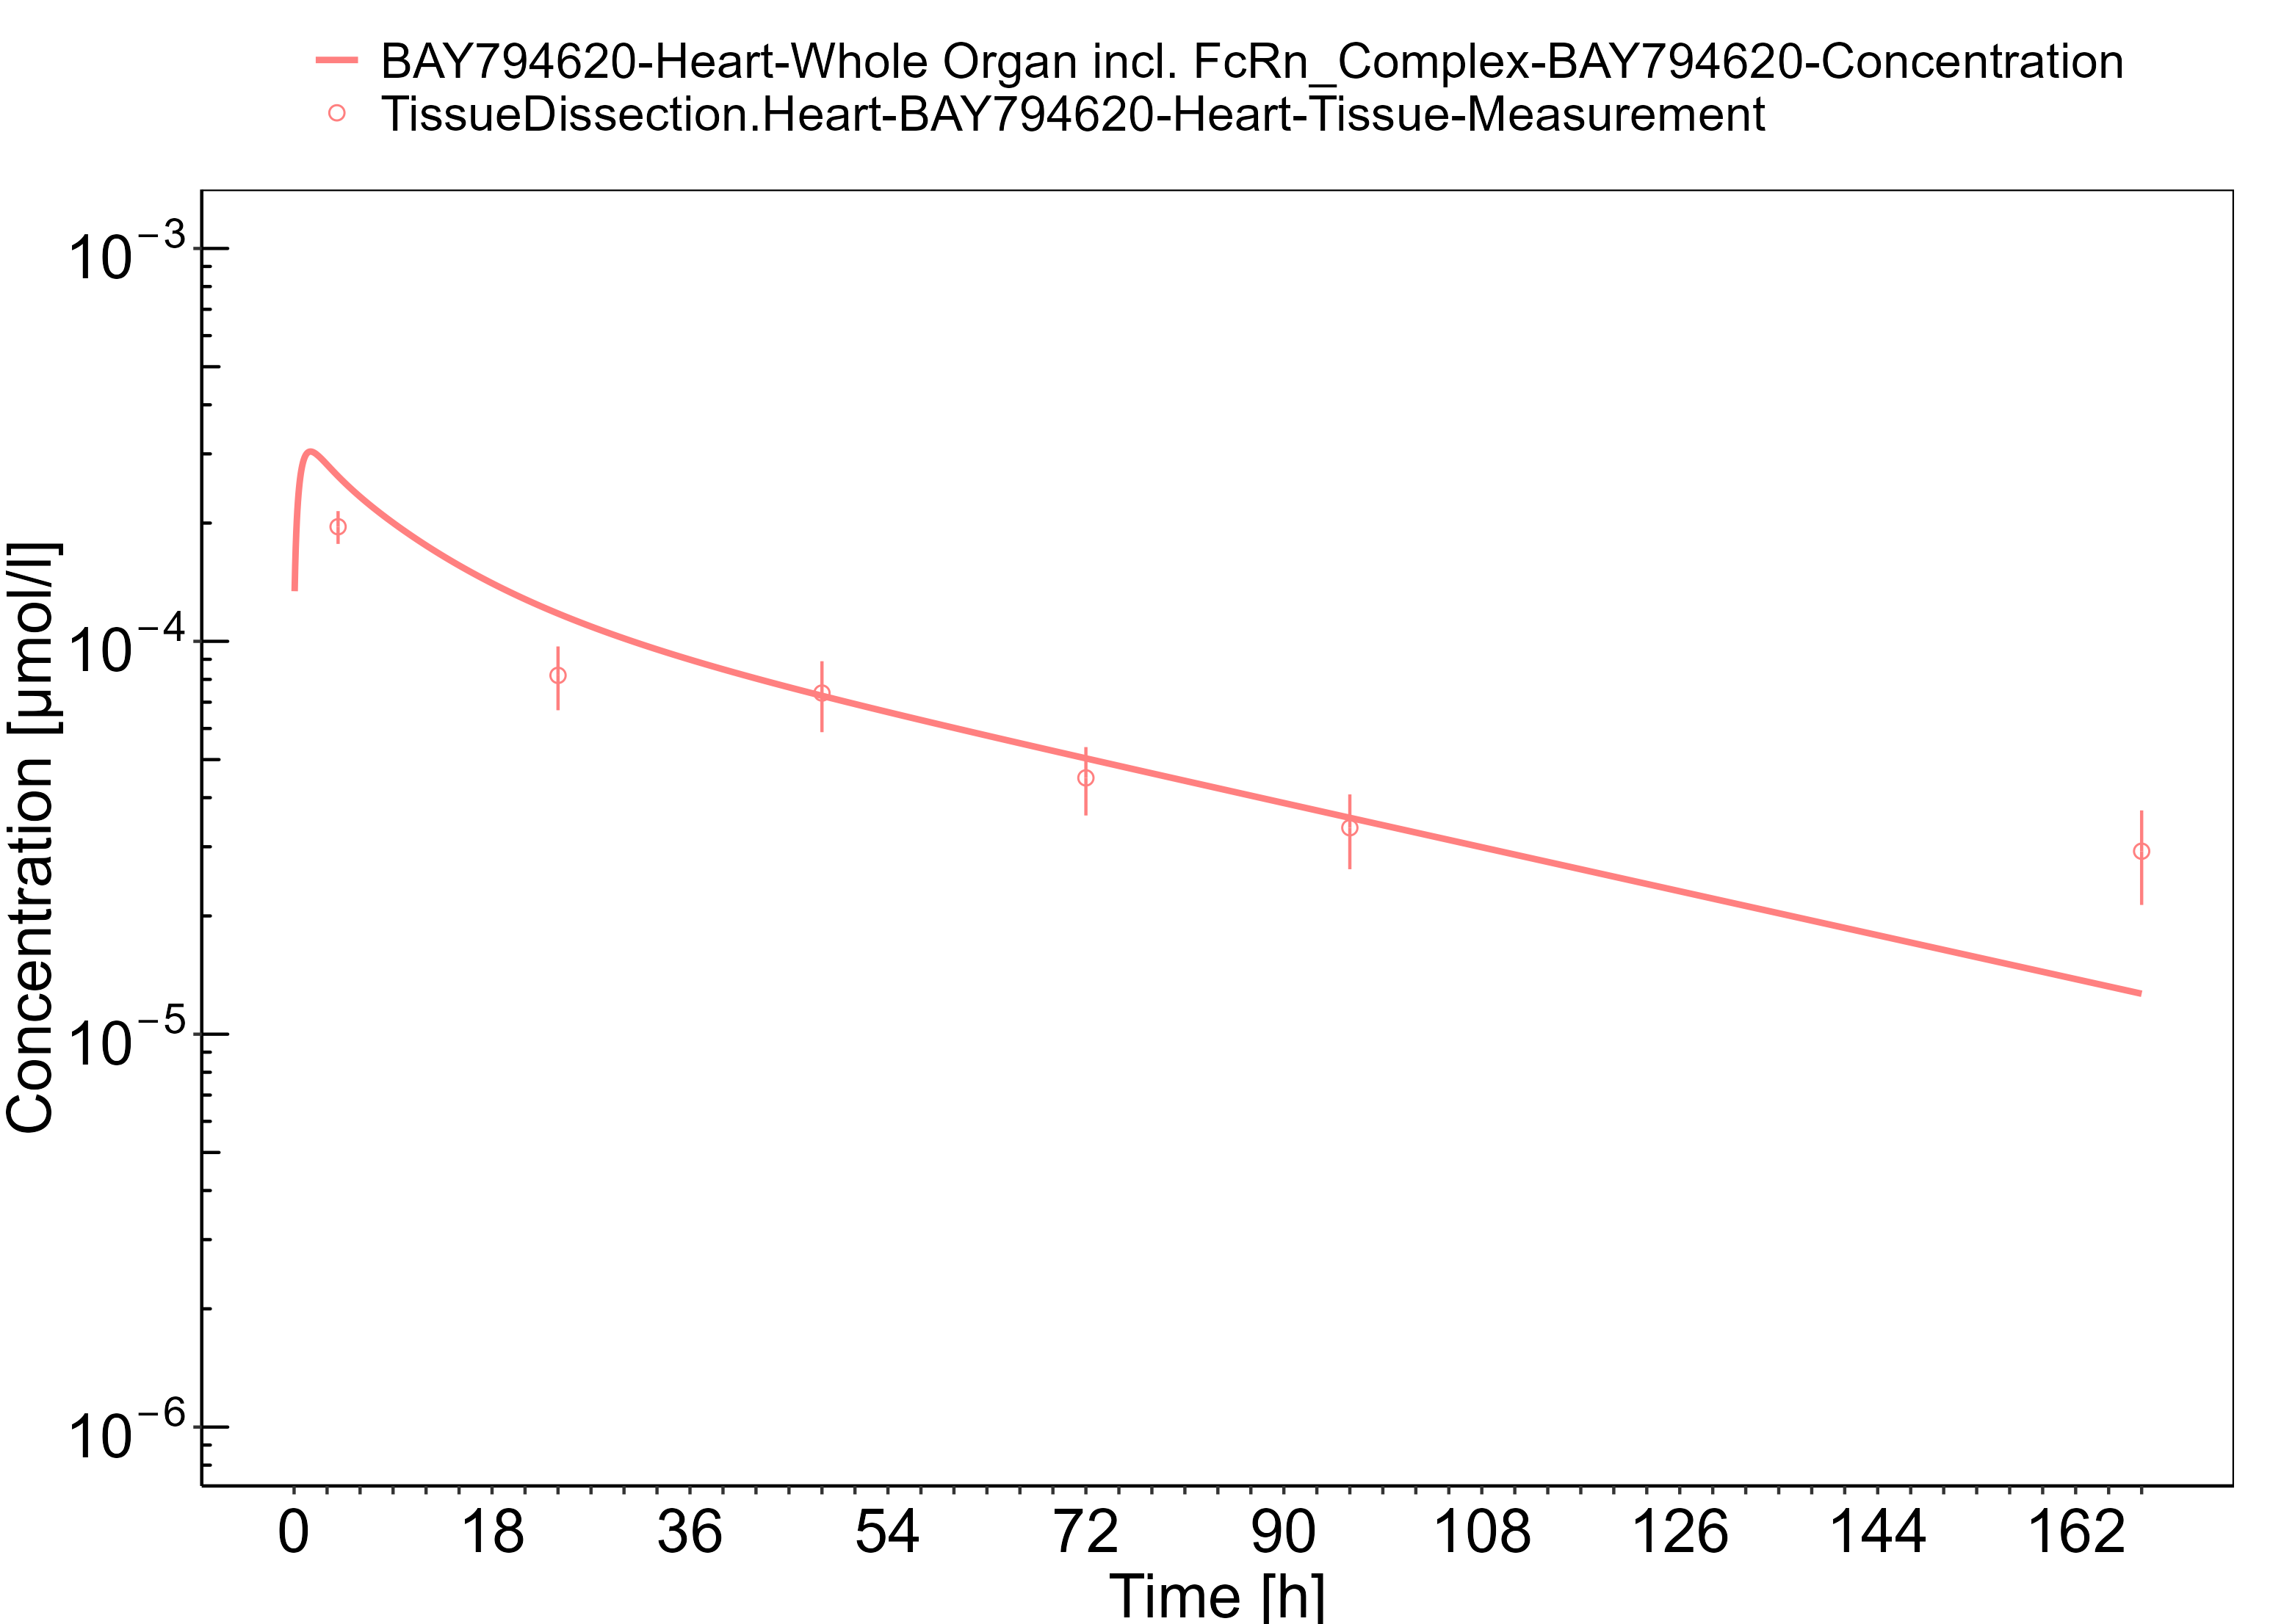 BAY794620-Heart-Whole Organ incl. FcRn_Complex-BAY794620-Concentration
TissueDissection.Heart-BAY794620-Heart-Tissue-Measurement
Concentration [µmol/l]
10⁻³
10⁻⁴
10⁻⁵
10⁻⁶
0 18 36 54 72 90 108 126 144 162
Time [h]